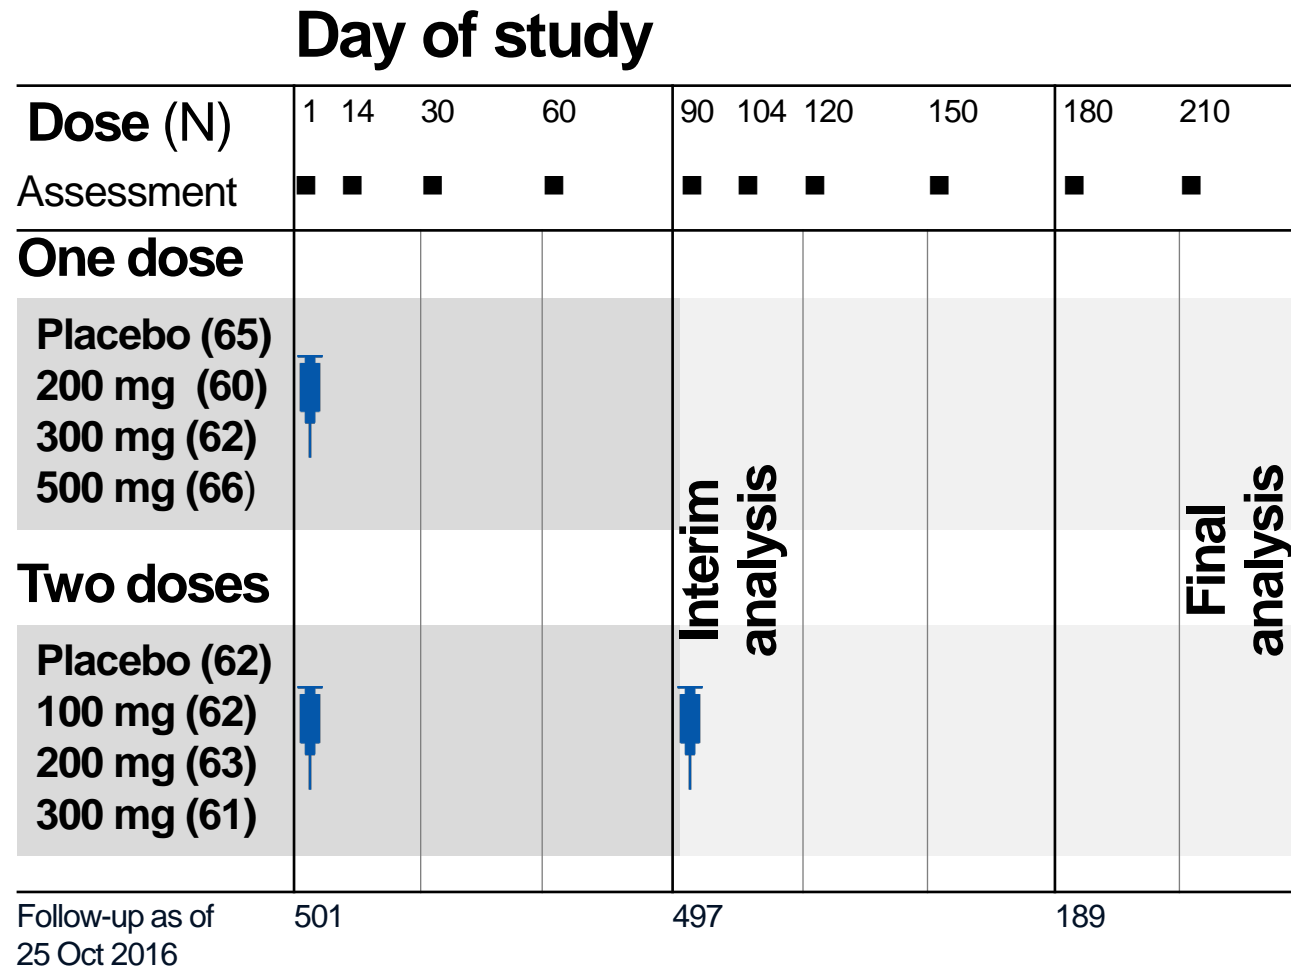 Day of study
Dose (N) 1 14 30 60 90 104 120 150 180 210
Assessment
One dose
Placebo (65)
200 mg (60)
300 mg (62)
500 mg (66)
Interim
analysis
Final
analysis
Two doses
Placebo (62)
100 mg (62)
200 mg (63)
300 mg (61)
Follow-up as of 501 497 189
25 Oct 2016